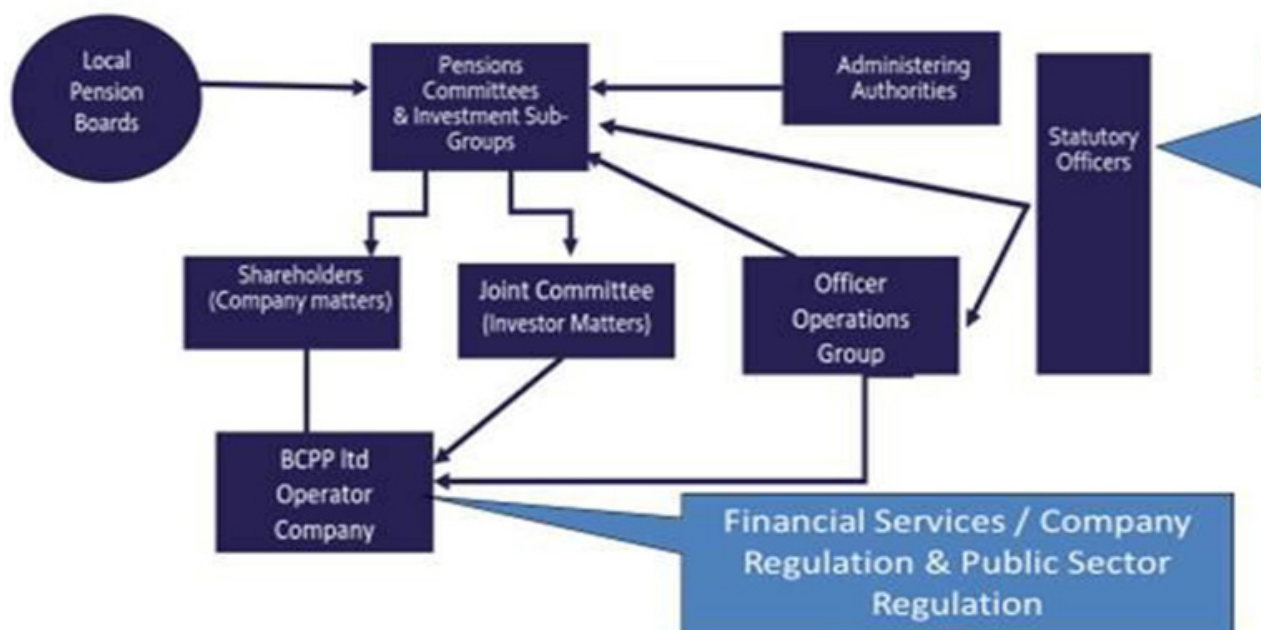 Local
Pension
Boards
Pensions
Committees
& Investment Sub-
Groups
Administering
Authorities
Statutory
Officers
Shareholders
(Company matters)
Joint Committee
(Investor Matters)
Officer
Operations
Group
BCPP ltd
Operator
Company
Financial Services / Company
Regulation & Public Sector
Regulation